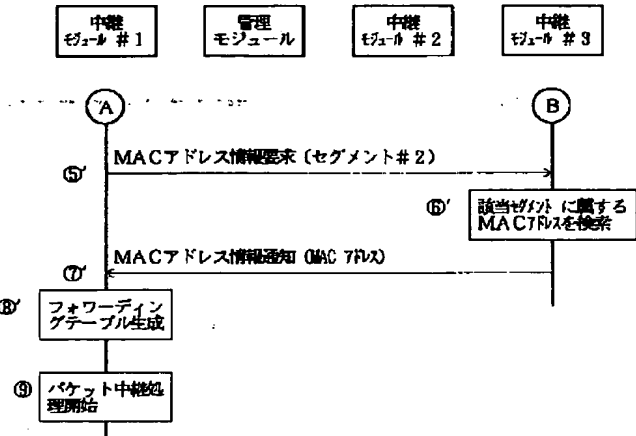 中継
モジュール ＃1
管理
モジュール
中継
モジュール ＃2
中継
モジュール ＃3
A
B
MACアドレス情報要求（セグメント＃2）
⑤′
⑥′
該当セグメント に属する
MACアドレスを検索
MACアドレス情報通知（MAC アドレス）
⑦′
⑧′
フォワーディン
グテーブル生成
⑨
パケット中継処
理開始